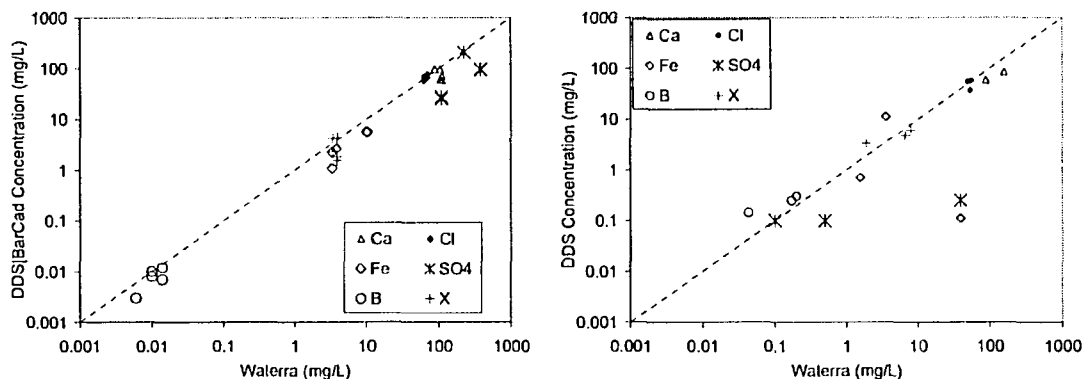 1000
100
10
1
0.1
0.01
0.001
DDS|BarCad Concentration (mg/L)
Ca Cl
Fe SO4
B X
0.001 0.01 0.1 1 10 100 1000
Waterra (mg/L)
1000
100
10
1
0.1
0.01
0.001
DDS Concentration (mg/L)
Ca Cl
Fe SO4
B X
0.001 0.01 0.1 1 10 100 1000
Waterra (mg/L)